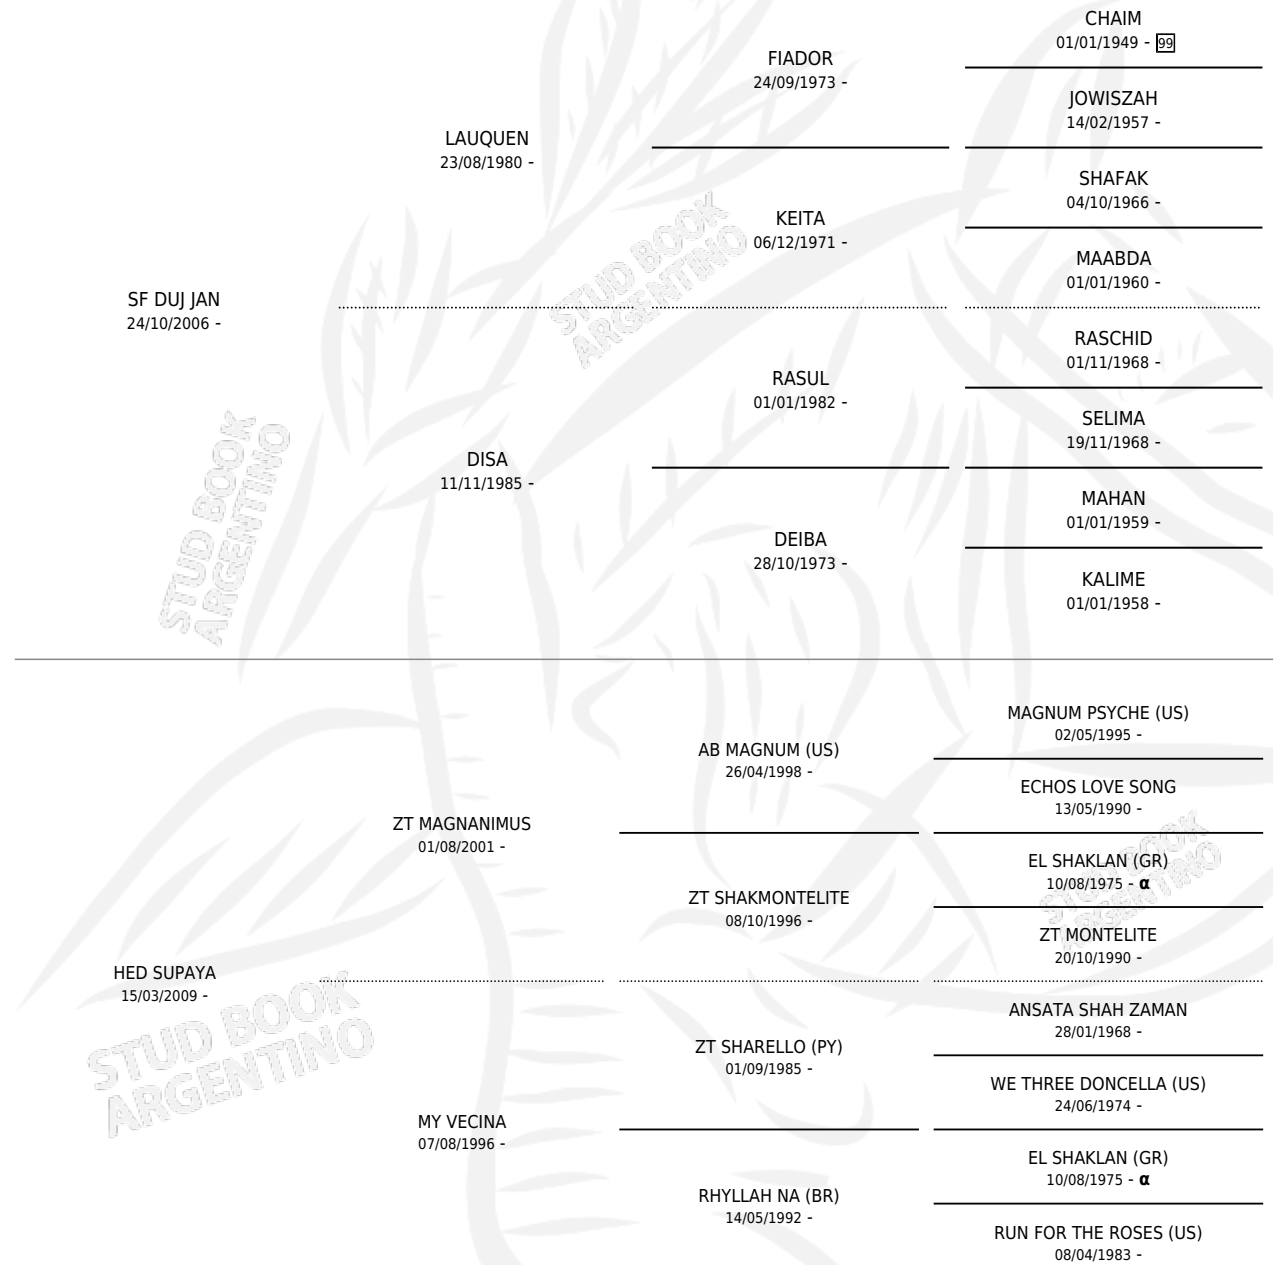 CHAIM
01/01/1949 - 99
FIADOR
24/09/1973 -
JOWISZAH
14/02/1957 -
LAUQUEN
23/08/1980 -
SHAFAK
04/10/1966 -
KEITA
06/12/1971 -
MAABDA
01/01/1960 -
SF DUJ JAN
24/10/2006 -
STUD BOOK
ARGENTINO
RASCHID
01/11/1968 -
RASUL
01/01/1982 -
SELIMA
19/11/1968 -
DISA
11/11/1985 -
STUD BOOK
ARGENTINO
MAHAN
01/01/1959 -
DEIBA
28/10/1973 -
KALIME
01/01/1958 -
MAGNUM PSYCHE (US)
02/05/1995 -
AB MAGNUM (US)
26/04/1998 -
ECHOS LOVE SONG
13/05/1990 -
ZT MAGNANIMUS
01/08/2001 -
EL SHAKLAN (GR)
10/08/1975 - α
STUD BOOK
ARGENTINO
ZT SHAKMONTELITE
08/10/1996 -
ZT MONTELITE
20/10/1990 -
HED SUPAYA
15/03/2009 -
STUD BOOK
ARGENTINO
ANSATA SHAH ZAMAN
28/01/1968 -
ZT SHARELLO (PY)
01/09/1985 -
WE THREE DONCELLA (US)
24/06/1974 -
MY VECINA
07/08/1996 -
EL SHAKLAN (GR)
10/08/1975 - α
RHYLLAH NA (BR)
14/05/1992 -
RUN FOR THE ROSES (US)
08/04/1983 -